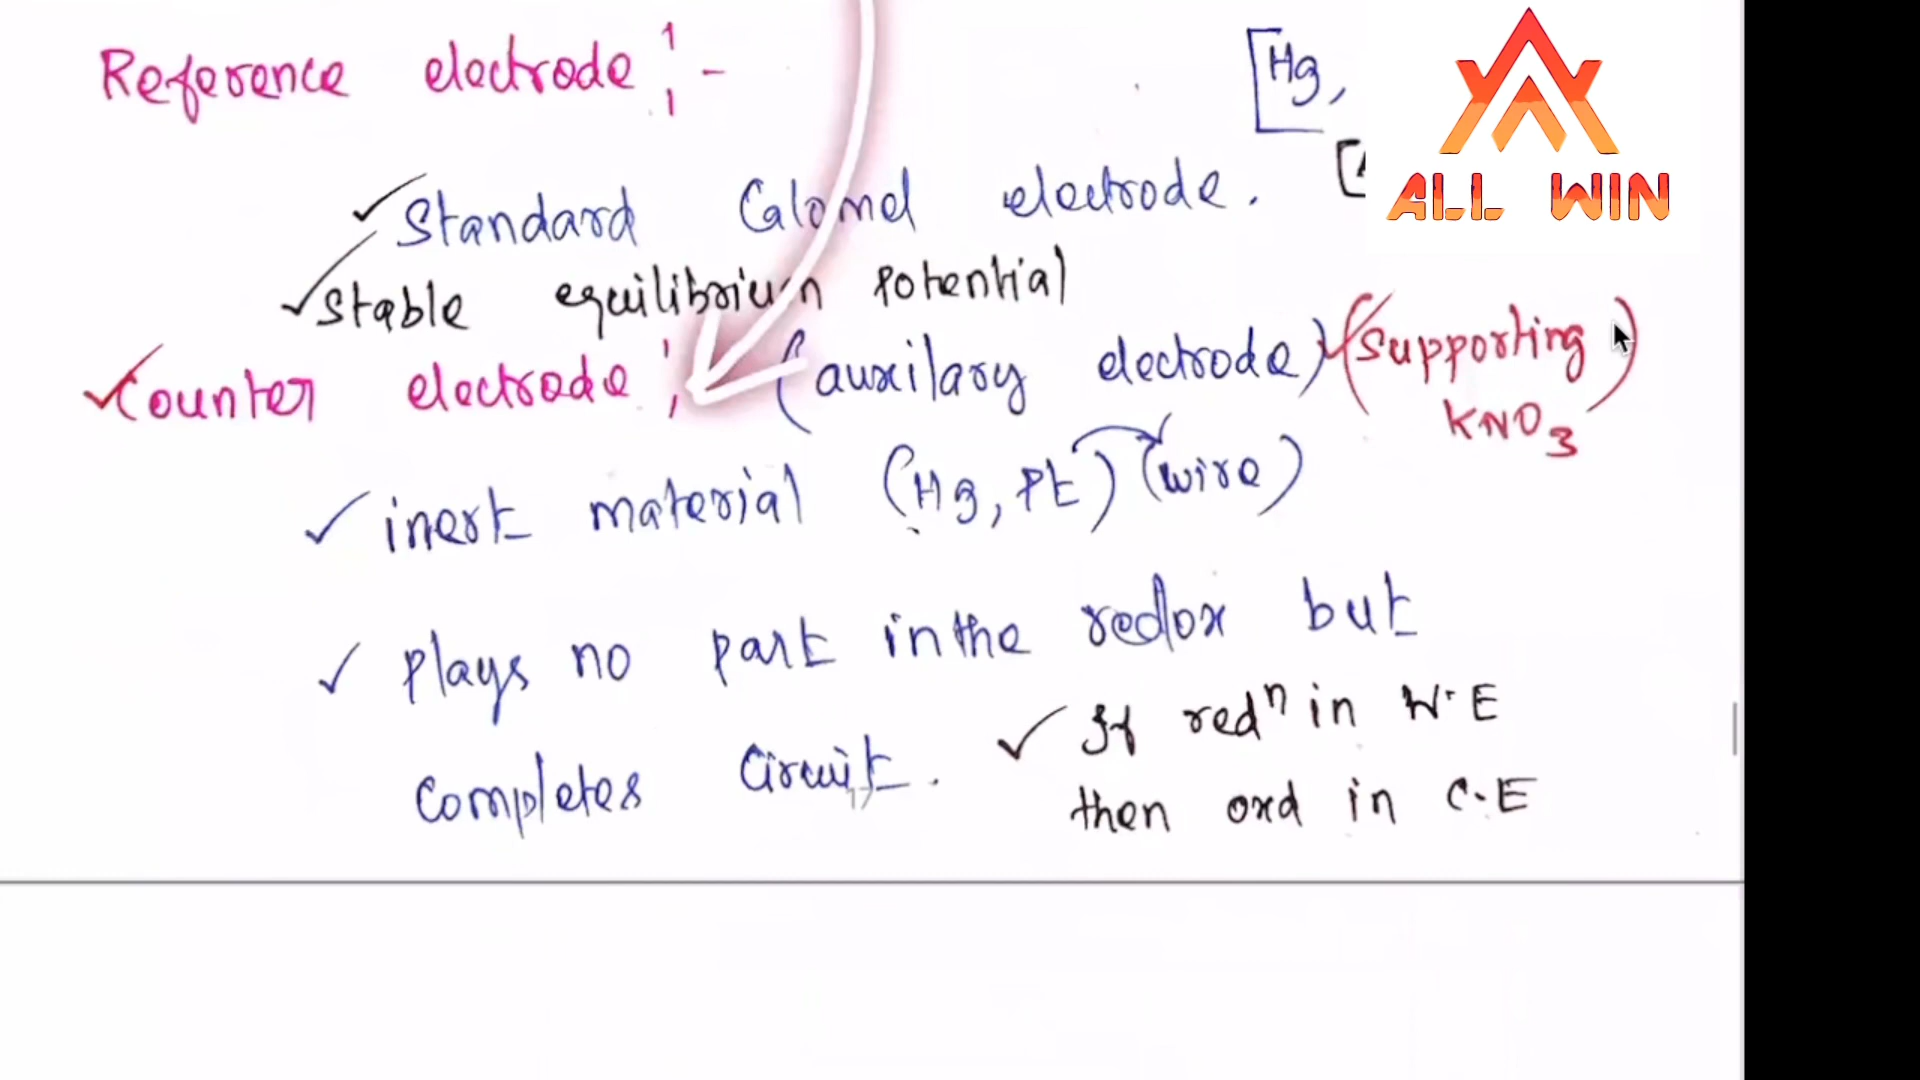 Reference electrode :-
[Hg,
ALL WIN
✓ Standard Calomel electrode. [
✓ Stable equilibrium potential
✓ Counter electrode : (auxilary electrode) ✓ (Supporting)
KNO3
✓ inert material (Hg, Pt) (wire)
✓ Plays no part in the redox but
completes Circuit.
✓ If redn in W.E
then oxd in C.E